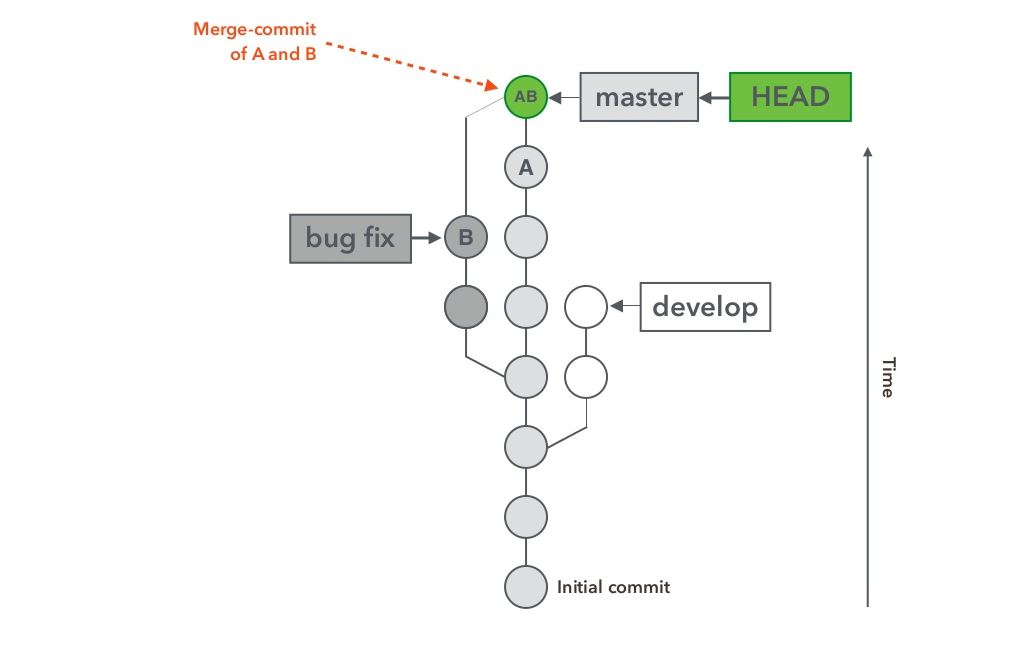 Merge-commit
of A and B
AB
master
HEAD
A
bug fix
B
develop
Time
Initial commit